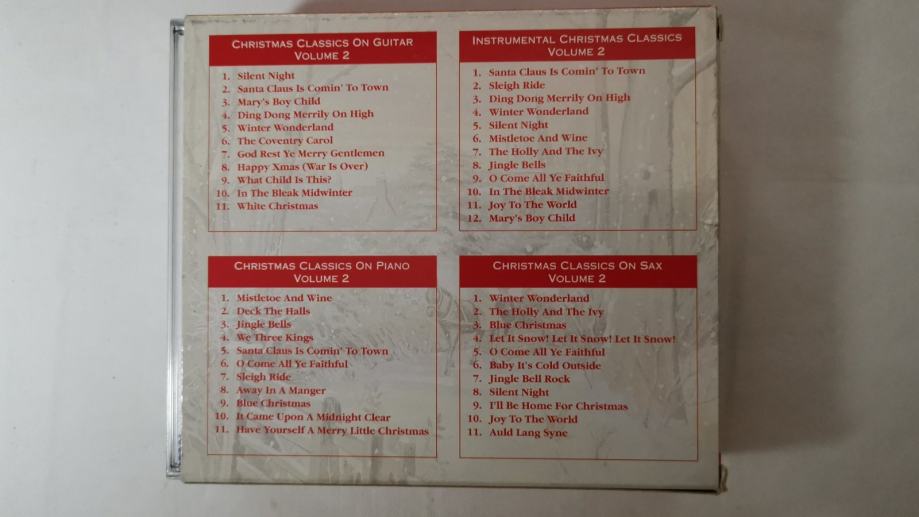 CHRISTMAS CLASSICS ON GUITAR
VOLUME 2
1. Silent Night
2. Santa Claus Is Comin' To Town
3. Mary's Boy Child
4. Ding Dong Merrily On High
5. Winter Wonderland
6. The Coventry Carol
7. God Rest Ye Merry Gentlemen
8. Happy Xmas (War Is Over)
9. What Child Is This?
10. In The Bleak Midwinter
11. White Christmas
INSTRUMENTAL CHRISTMAS CLASSICS
VOLUME 2
1. Santa Claus Is Comin' To Town
2. Sleigh Ride
3. Ding Dong Merrily On High
4. Winter Wonderland
5. Silent Night
6. Mistletoe And Wine
7. The Holly And The Ivy
8. Jingle Bells
9. O Come All Ye Faithful
10. In The Bleak Midwinter
11. Joy To The World
12. Mary's Boy Child
CHRISTMAS CLASSICS ON PIANO
VOLUME 2
1. Mistletoe And Wine
2. Deck The Halls
3. Jingle Bells
4. We Three Kings
5. Santa Claus Is Comin' To Town
6. O Come All Ye Faithful
7. Sleigh Ride
8. Away In A Manger
9. Blue Christmas
10. It Came Upon A Midnight Clear
11. Have Yourself A Merry Little Christmas
CHRISTMAS CLASSICS ON SAX
VOLUME 2
1. Winter Wonderland
2. The Holly And The Ivy
3. Blue Christmas
4. Let It Snow! Let It Snow! Let It Snow!
5. O Come All Ye Faithful
6. Baby It's Cold Outside
7. Jingle Bell Rock
8. Silent Night
9. I'll Be Home For Christmas
10. Joy To The World
11. Auld Lang Syne